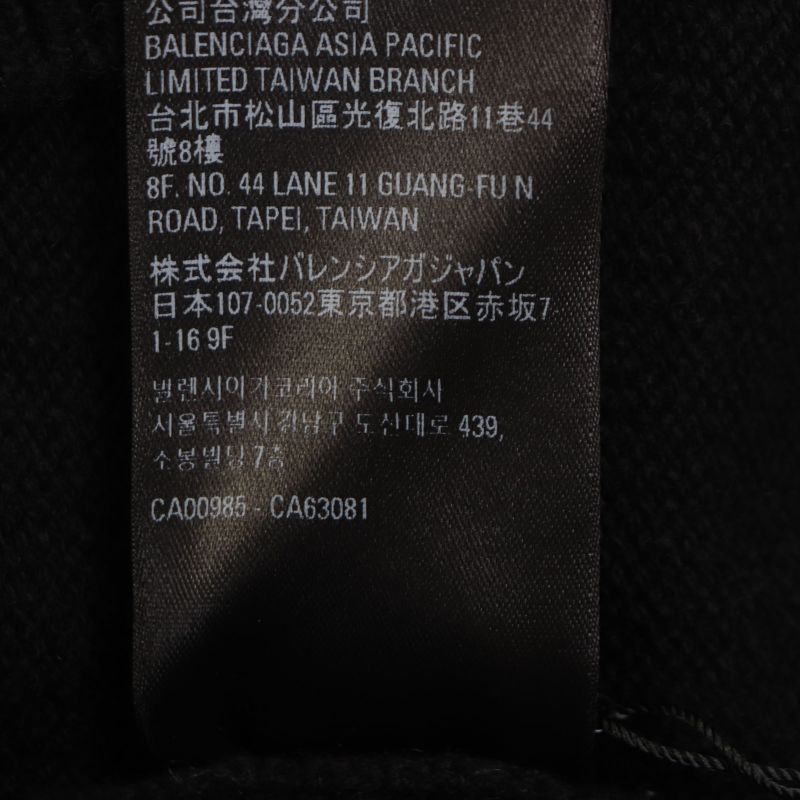 公司台灣分公司
BALENCIAGA ASIA PACIFIC
LIMITED TAIWAN BRANCH
台北市松山區光復北路11巷44
號8樓
8F. NO. 44 LANE 11 GUANG-FU N.
ROAD, TAPEI, TAIWAN
株式会社バレンシアガジャパン
日本107-0052東京都港区赤坂7
1-16 9F
발렌시아가코리아 주식회사
서울특별시 강남구 도산대로 439,
소봉빌딩 7층
CA00985 - CA63081